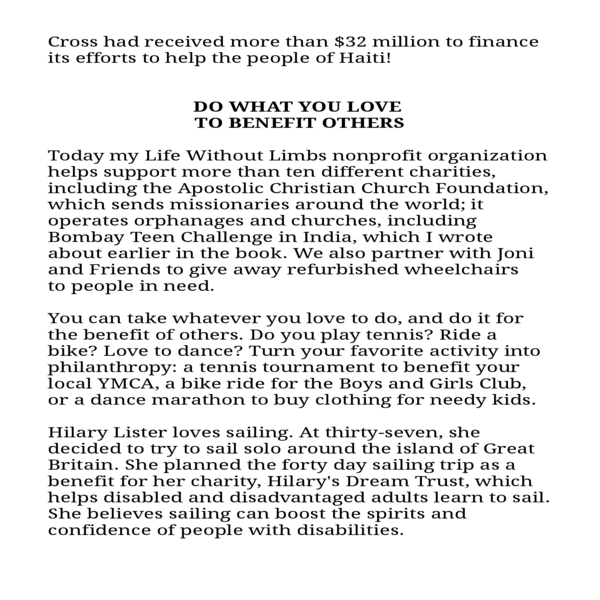 Cross had received more than $32 million to finance
its efforts to help the people of Haiti!
DO WHAT YOU LOVE
TO BENEFIT OTHERS
Today my Life Without Limbs nonprofit organization
helps support more than ten different charities,
including the Apostolic Christian Church Foundation,
which sends missionaries around the world; it
operates orphanages and churches, including
Bombay Teen Challenge in India, which I wrote
about earlier in the book. We also partner with Joni
and Friends to give away refurbished wheelchairs
to people in need.
You can take whatever you love to do, and do it for
the benefit of others. Do you play tennis? Ride a
bike? Love to dance? Turn your favorite activity into
philanthropy: a tennis tournament to benefit your
local YMCA, a bike ride for the Boys and Girls Club,
or a dance marathon to buy clothing for needy kids.
Hilary Lister loves sailing. At thirty-seven, she
decided to try to sail solo around the island of Great
Britain. She planned the forty day sailing trip as a
benefit for her charity, Hilary's Dream Trust, which
helps disabled and disadvantaged adults learn to sail.
She believes sailing can boost the spirits and
confidence of people with disabilities.